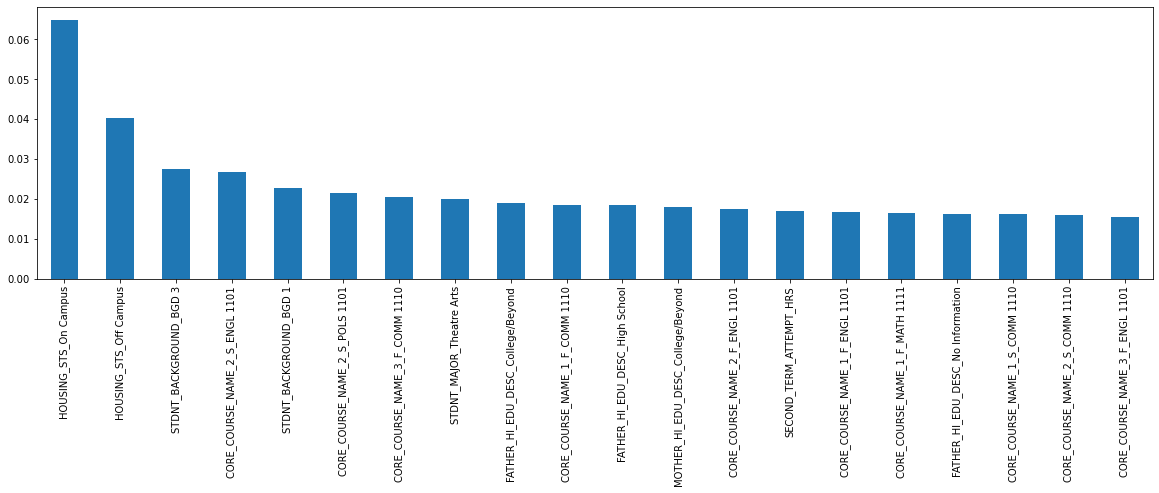 0.06
0.05
0.04
0.03
0.02
0.01
0.00
HOUSING_STS_On Campus
HOUSING_STS_Off Campus
STDNT_BACKGROUND_BGD 3
CORE_COURSE_NAME_2_S_ENGL 1101
STDNT_BACKGROUND_BGD 1
CORE_COURSE_NAME_2_S_POLS 1101
CORE_COURSE_NAME_3_F_COMM 1110
STDNT_MAJOR_Theatre Arts
FATHER_HI_EDU_DESC_College/Beyond
CORE_COURSE_NAME_1_F_COMM 1110
FATHER_HI_EDU_DESC_High School
MOTHER_HI_EDU_DESC_College/Beyond
CORE_COURSE_NAME_2_F_ENGL 1101
SECOND_TERM_ATTEMPT_HRS
CORE_COURSE_NAME_1_F_ENGL 1101
CORE_COURSE_NAME_1_F_MATH 1111
FATHER_HI_EDU_DESC_No Information
CORE_COURSE_NAME_1_S_COMM 1110
CORE_COURSE_NAME_2_S_COMM 1110
CORE_COURSE_NAME_3_F_ENGL 1101